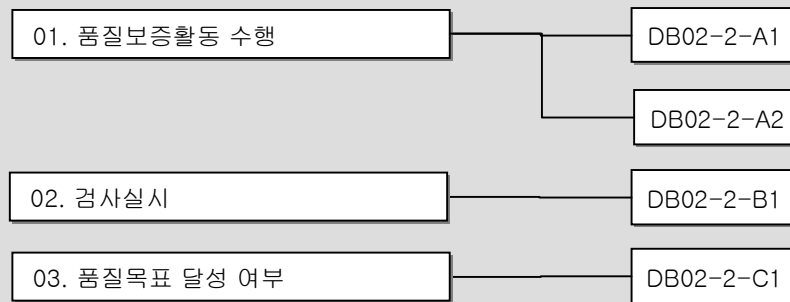 01. 품질보증활동 수행
DB02-2-A1
DB02-2-A2
02. 검사실시
DB02-2-B1
03. 품질목표 달성 여부
DB02-2-C1